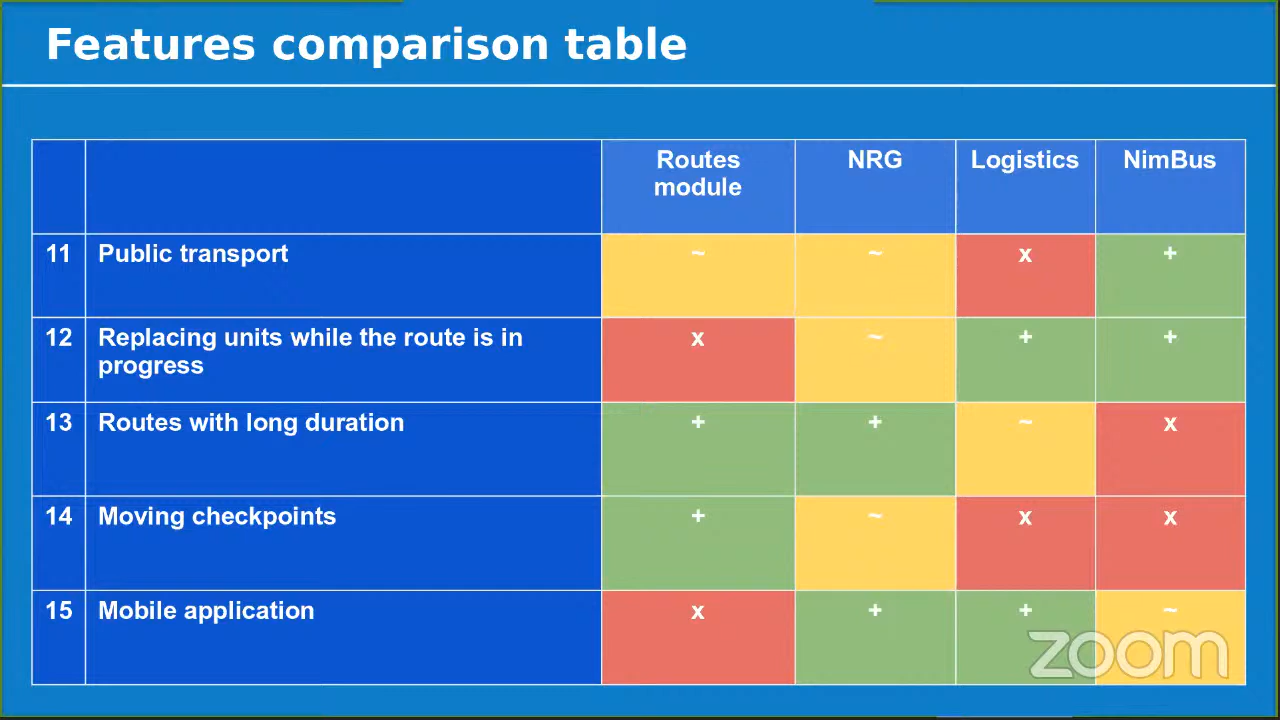 Features comparison table
Routes module NRG Logistics NimBus
11 Public transport ~ ~ x +
12 Replacing units while the route is in progress x ~ + +
13 Routes with long duration + + ~ x
14 Moving checkpoints + ~ x x
15 Mobile application x + + ~
zoom